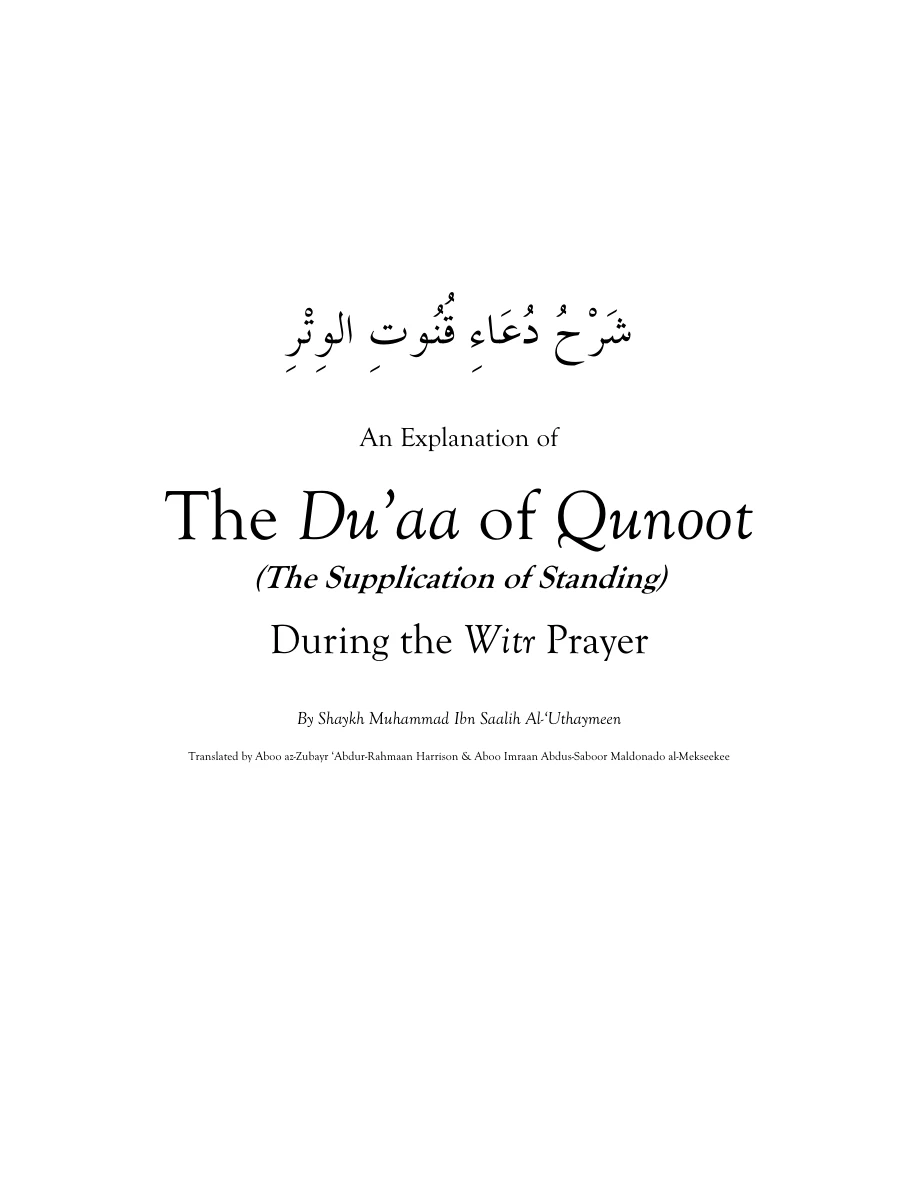 شَرْحُ دُعَاءِ قُنُوتِ الوِتْرِ
An Explanation of
The Du’aa of Qunoot
(The Supplication of Standing)
During the Witr Prayer
By Shaykh Muhammad Ibn Saalih Al-‘Uthaymeen
Translated by Aboo az-Zubayr ‘Abdur-Rahmaan Harrison & Aboo Imraan Abdus-Saboor Maldonado al-Mekseekee